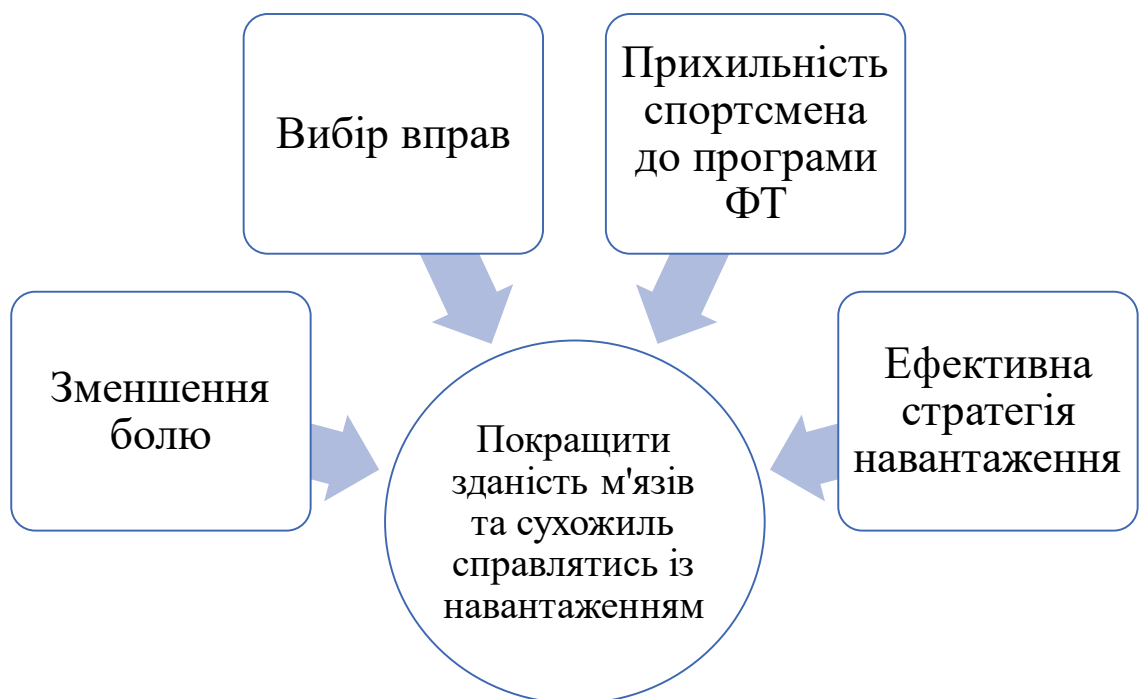 Вибір вправ
Прихильність
спортсмена
до програми
ФТ
Зменшення
болю
Ефективна
стратегія
навантаження
Покращити
зданість м'язів
та сухожиль
справлятись із
навантаженням